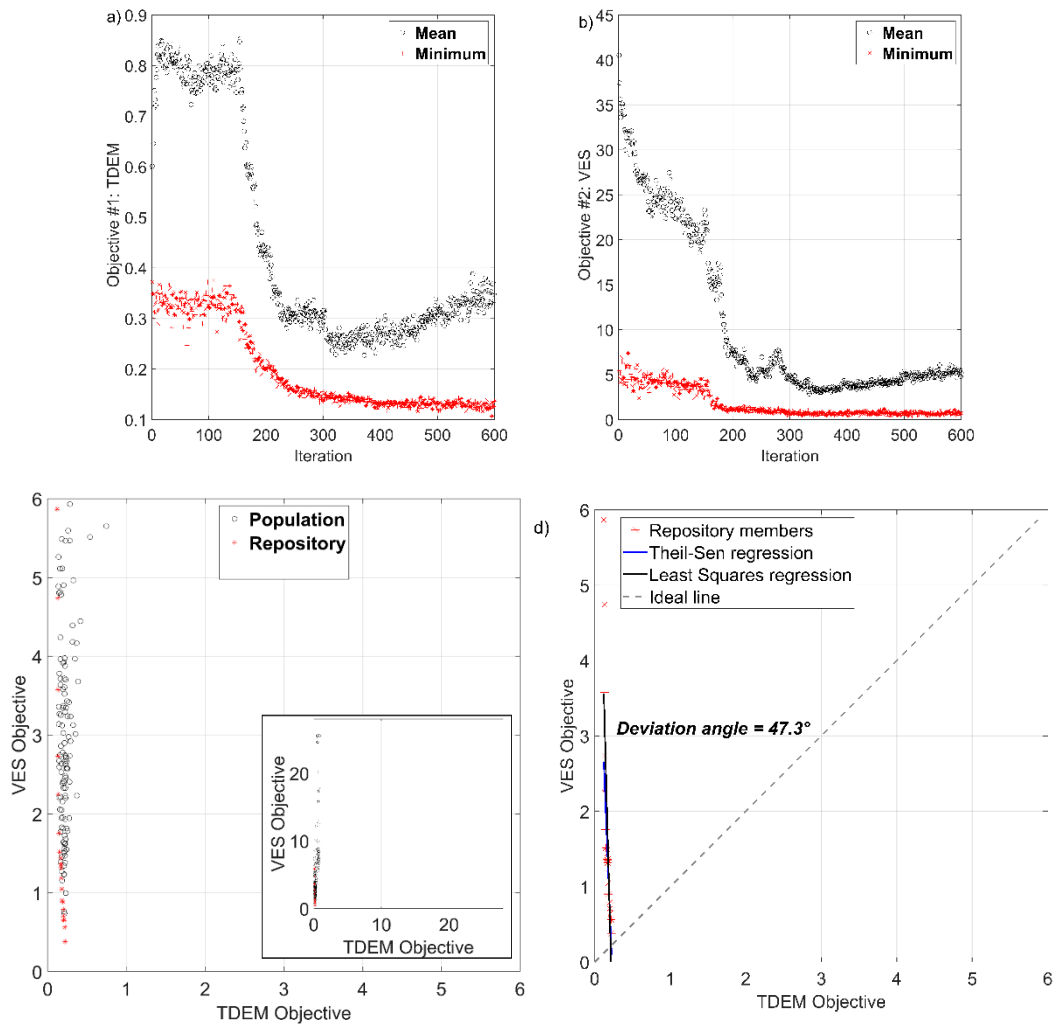 a)
Mean
Minimum
0.9
0.8
0.7
0.6
0.5
0.4
0.3
0.2
0.1
Objective #1: TDEM
0 100 200 300 400 500 600
Iteration
b)
Mean
Minimum
45
40
35
30
25
20
15
10
5
0
Objective #2: VES
0 100 200 300 400 500 600
Iteration
Population
Repository
6
5
4
3
2
1
0
VES Objective
0 1 2 3 4 5 6
TDEM Objective
20
10
0
VES Objective
0 10 20
TDEM Objective
d)
Repository members
Theil-Sen regression
Least Squares regression
Ideal line
Deviation angle = 47.3°
6
5
4
3
2
1
0
VES Objective
0 1 2 3 4 5 6
TDEM Objective